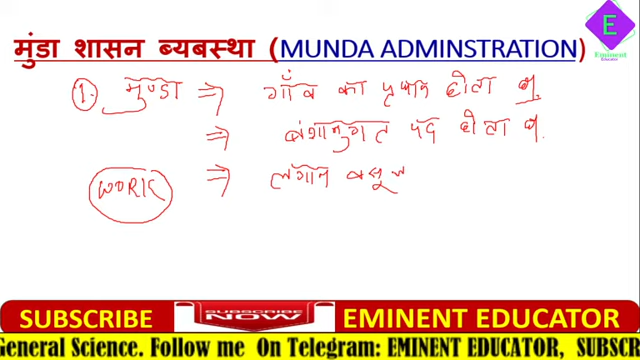 E
Eminent
Educator
मुंडा शासन ब्यबस्था (MUNDA ADMINSTRATION)
1. मुण्डा ⇒ गाँव का प्रधान होता था.
⇒ बंशानुगत पद होता था.
WORK ⇒ लगान वसूल
SUBSCRIBE SUBSCRIBE NOW EMINENT EDUCATOR
General Science. Follow me On Telegram: EMINENT EDUCATOR. SUBSC